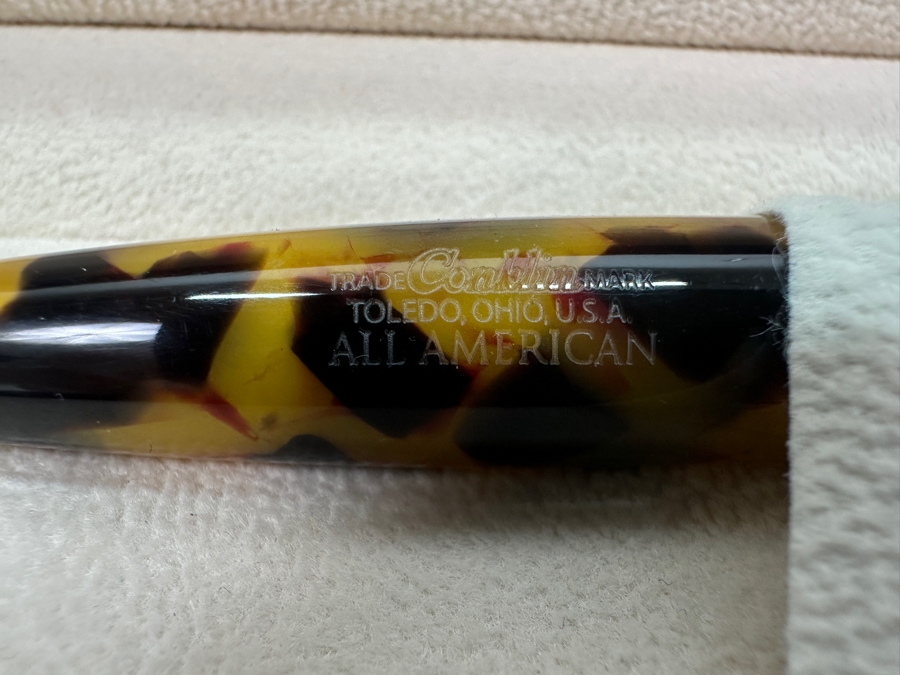 TRADE Conklin MARK
TOLEDO, OHIO, U.S.A.
ALL AMERICAN